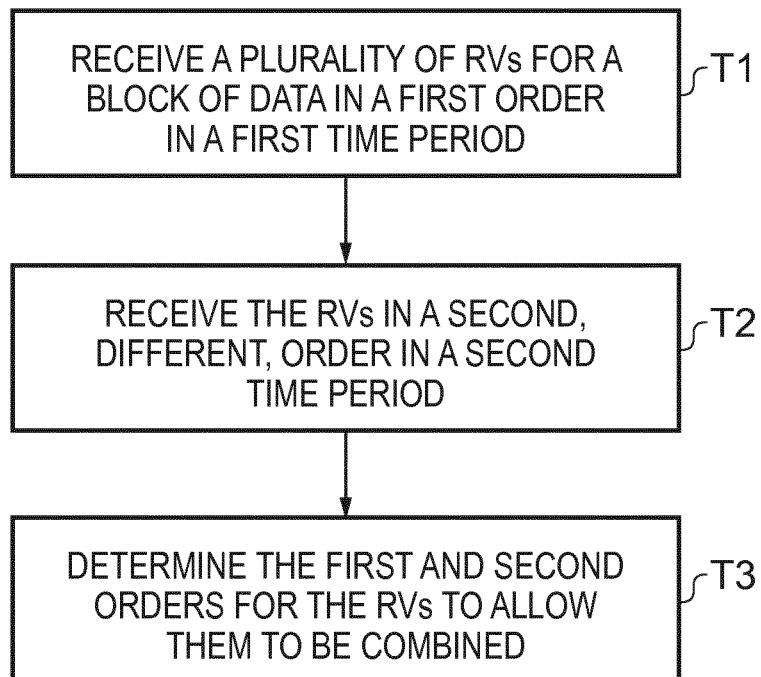 RECEIVE A PLURALITY OF RVs FOR A
BLOCK OF DATA IN A FIRST ORDER
IN A FIRST TIME PERIOD
T1
RECEIVE THE RVs IN A SECOND,
DIFFERENT, ORDER IN A SECOND
TIME PERIOD
T2
DETERMINE THE FIRST AND SECOND
ORDERS FOR THE RVs TO ALLOW
THEM TO BE COMBINED
T3